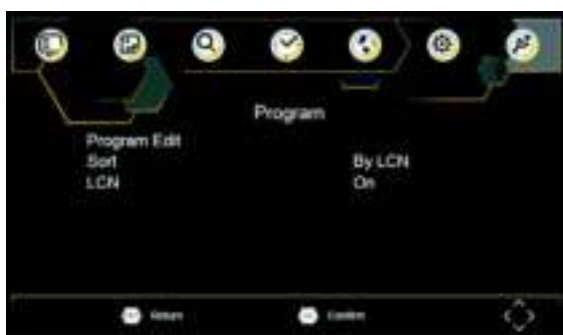 Program
Program Edit
Sort By LCN
LCN On
Return Confirm